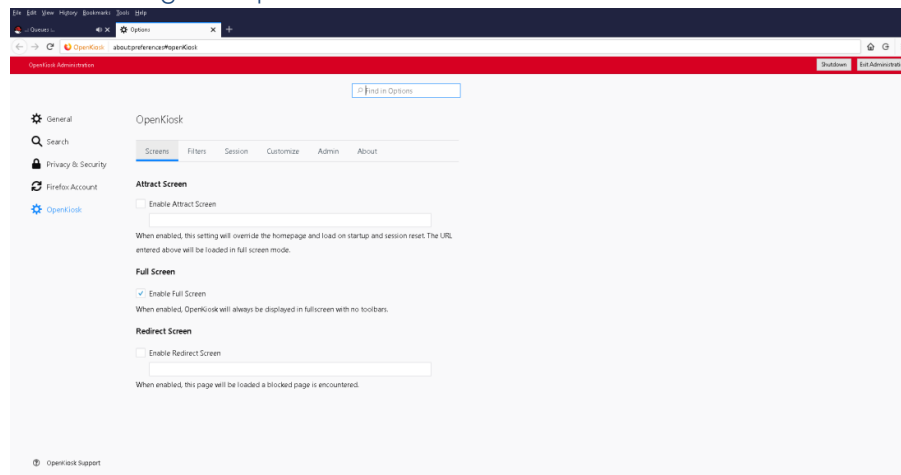 File Edit View History Bookmarks Tools Help
Options
OpenKiosk about:preferences#openKiosk
OpenKiosk Administration
Shutdown Exit Administrati
Find in Options
General
Search
Privacy & Security
Firefox Account
OpenKiosk
OpenKiosk
Screens Filters Session Customize Admin About
Attract Screen
Enable Attract Screen
When enabled, this setting will override the homepage and load on startup and session reset. The URL
entered above will be loaded in full screen mode.
Full Screen
Enable Full Screen
When enabled, OpenKiosk will always be displayed in fullscreen with no toolbars.
Redirect Screen
Enable Redirect Screen
When enabled, this page will be loaded a blocked page is encountered.
OpenKiosk Support